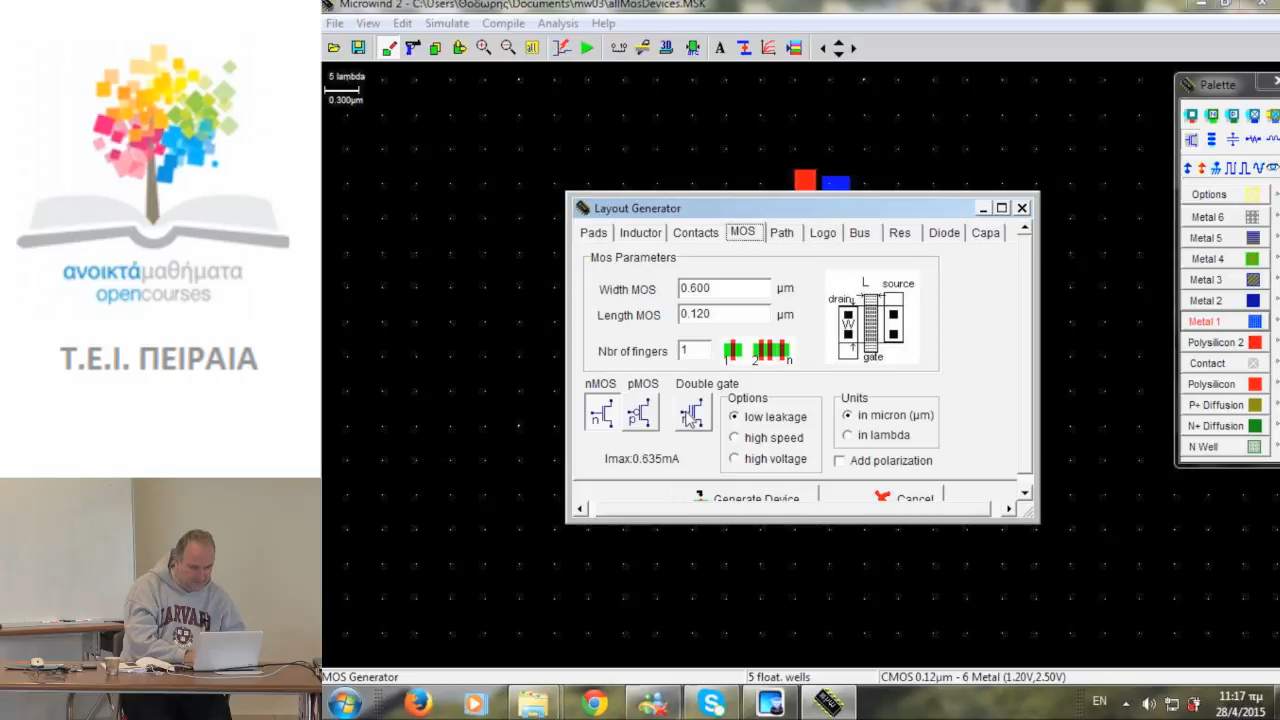 Microwind 2 - C:\Users\Θοδωρής\Documents\mw03\allMosDevices.MSK
File View Edit Simulate Compile Analysis Help
5 lambda
0.300µm
Palette
Options
Metal 6
Metal 5
Metal 4
Metal 3
Metal 2
Metal 1
Polysilicon 2
Contact
Polysilicon
P+ Diffusion
N+ Diffusion
N Well
Layout Generator
Pads Inductor Contacts MOS Path Logo Bus Res Diode Capa
Mos Parameters
Width MOS 0.600 µm
Length MOS 0.120 µm
Nbr of fingers 1
1 2 n
L source
drain
W
gate
nMOS pMOS Double gate
n p
Options
low leakage
high speed
high voltage
Units
in micron (µm)
in lambda
Add polarization
Imax:0.635mA
Generate Device Cancel
ανοικτάμαθήματα
opencourses
Τ.Ε.Ι. ΠΕΙΡΑΙΑ
HARVARD
MOS Generator 5 float. wells CMOS 0.12µm - 6 Metal (1.20V,2.50V)
EN
11:17 πμ
28/4/2015